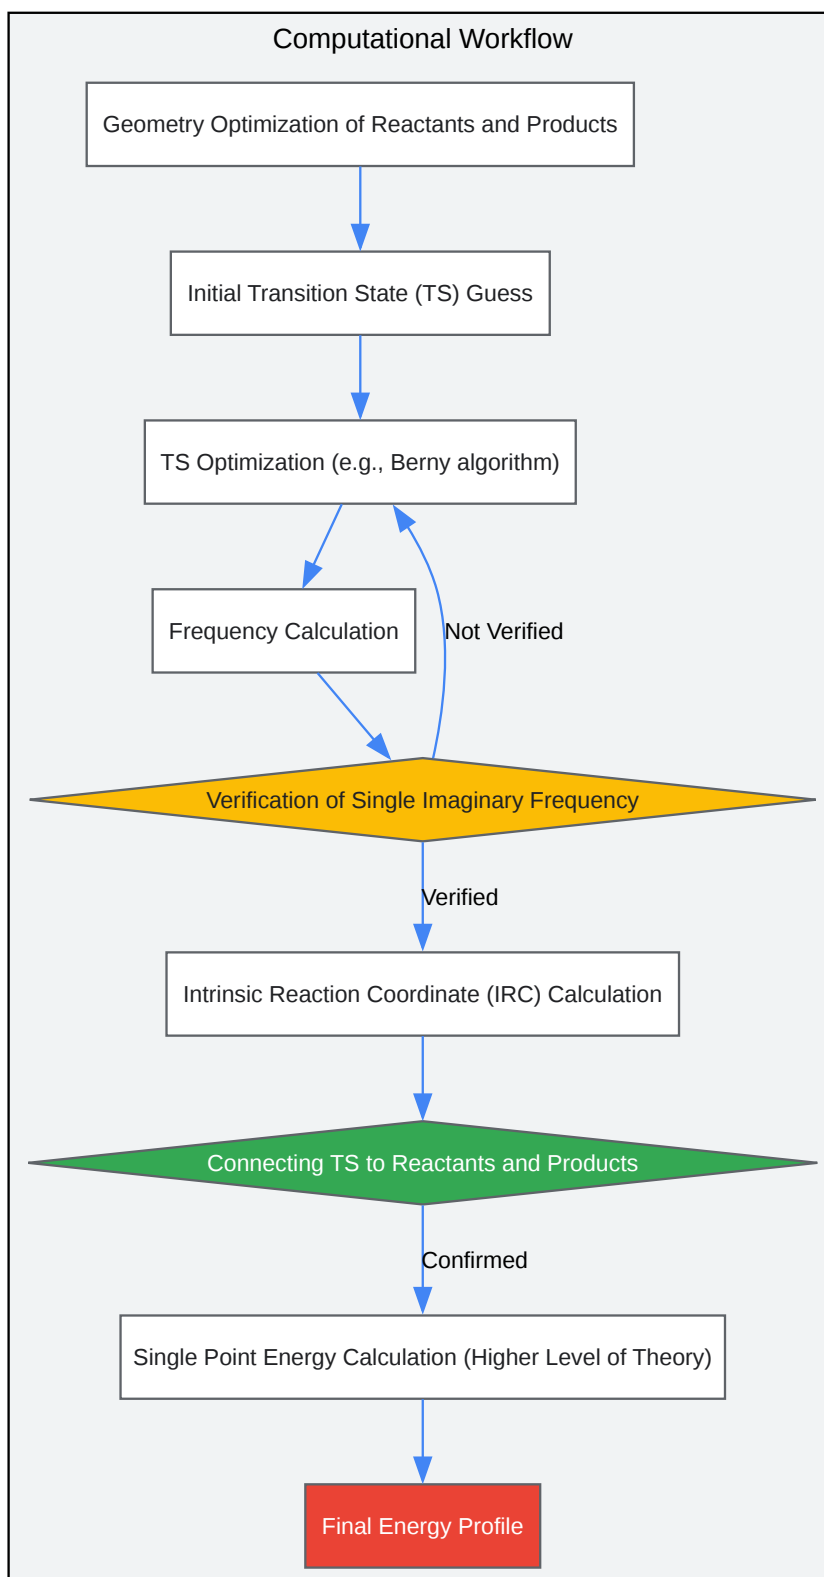 Computational Workflow
Geometry Optimization of Reactants and Products
Initial Transition State (TS) Guess
TS Optimization (e.g., Berny algorithm)
Frequency Calculation
Not Verified
Verification of Single Imaginary Frequency
Verified
Intrinsic Reaction Coordinate (IRC) Calculation
Connecting TS to Reactants and Products
Confirmed
Single Point Energy Calculation (Higher Level of Theory)
Final Energy Profile